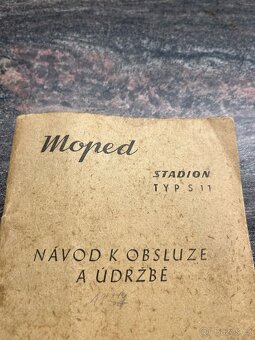 Moped
STADION
TYP S 11
NÁVOD K OBSLUZE
A ÚDRŽBĚ